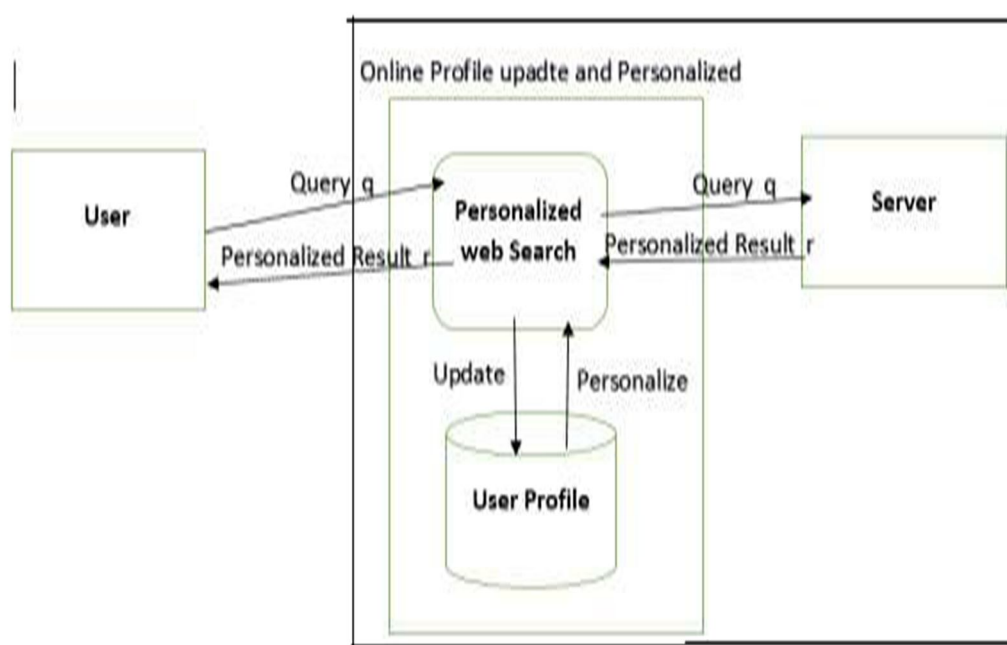 Online Profile upadte and Personalized
User
Query q
Personalized Result r
Personalized
web Search
Query q
Personalized Result r
Server
Update
Personalize
User Profile